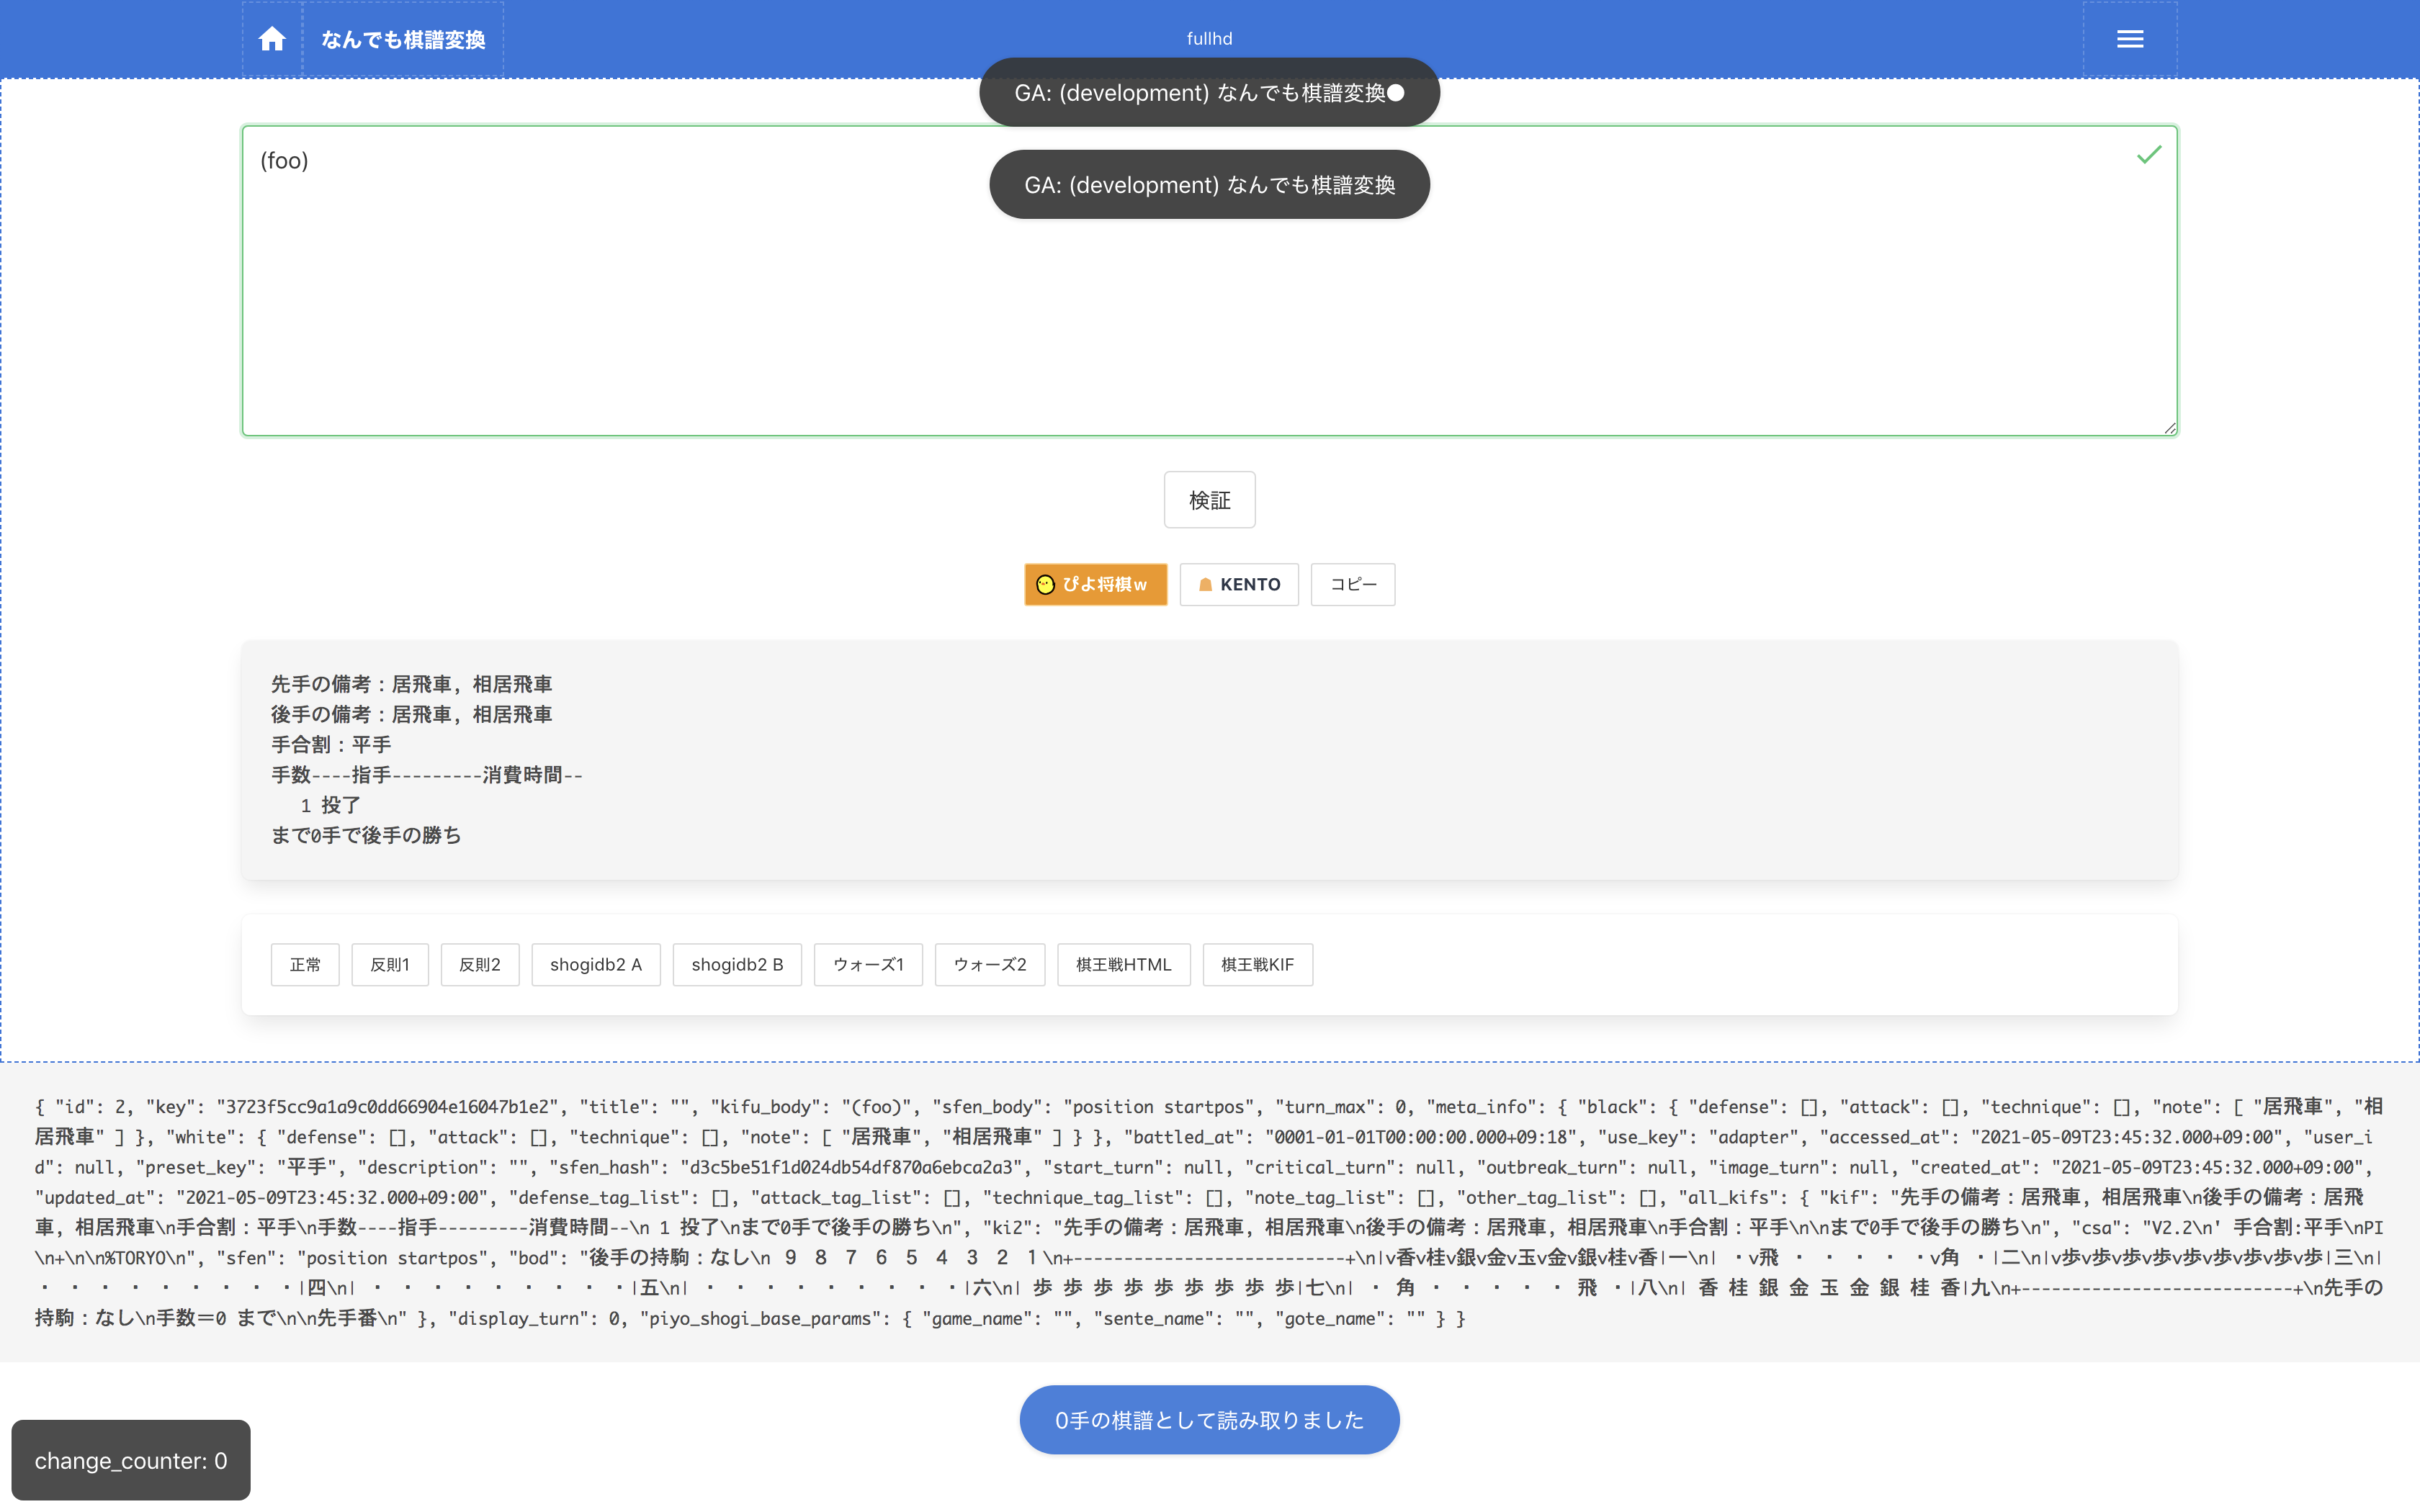 なんでも棋譜変換
fullhd
GA: (development) なんでも棋譜変換●
(foo)
GA: (development) なんでも棋譜変換
検証
ぴよ将棋w
KENTO
コピー
先手の備考：居飛車, 相居飛車
後手の備考：居飛車, 相居飛車
手合割：平手
手数----指手---------消費時間--
1 投了
まで0手で後手の勝ち
正常
反則1
反則2
shogidb2 A
shogidb2 B
ウォーズ1
ウォーズ2
棋王戦HTML
棋王戦KIF
{ "id": 2, "key": "3723f5cc9a1a9c0dd66904e16047b1e2", "title": "", "kifu_body": "(foo)", "sfen_body": "position startpos", "turn_max": 0, "meta_info": { "black": { "defense": [], "attack": [], "technique": [], "note": [ "居飛車", "相
居飛車" ] }, "white": { "defense": [], "attack": [], "technique": [], "note": [ "居飛車", "相居飛車" ] } }, "battled_at": "0001-01-01T00:00:00.000+09:18", "use_key": "adapter", "accessed_at": "2021-05-09T23:45:32.000+09:00", "user_i
d": null, "preset_key": "平手", "description": "", "sfen_hash": "d3c5be51f1d024db54df870a6ebca2a3", "start_turn": null, "critical_turn": null, "outbreak_turn": null, "image_turn": null, "created_at": "2021-05-09T23:45:32.000+09:00",
"updated_at": "2021-05-09T23:45:32.000+09:00", "defense_tag_list": [], "attack_tag_list": [], "technique_tag_list": [], "note_tag_list": [], "other_tag_list": [], "all_kifs": { "kif": "先手の備考：居飛車, 相居飛車\n後手の備考：居飛
車, 相居飛車\n手合割：平手\n手数----指手---------消費時間--\n 1 投了\nまで0手で後手の勝ち\n", "ki2": "先手の備考：居飛車, 相居飛車\n後手の備考：居飛車, 相居飛車\n手合割：平手\n\nまで0手で後手の勝ち\n", "csa": "V2.2\n' 手合割:平手\nPI
\n+\n\n%TORYO\n", "sfen": "position startpos", "bod": "後手の持駒：なし\n ９ ８ ７ ６ ５ ４ ３ ２ １\n+---------------------------+\n|v香v桂v銀v金v玉v金v銀v桂v香|一\n| ・v飛 ・ ・ ・ ・ ・v角 ・|二\n|v歩v歩v歩v歩v歩v歩v歩v歩v歩|三\n|
・ ・ ・ ・ ・ ・ ・ ・ ・|四\n| ・ ・ ・ ・ ・ ・ ・ ・ ・|五\n| ・ ・ ・ ・ ・ ・ ・ ・ ・|六\n| 歩 歩 歩 歩 歩 歩 歩 歩 歩|七\n| ・ 角 ・ ・ ・ ・ ・ 飛 ・|八\n| 香 桂 銀 金 玉 金 銀 桂 香|九\n+---------------------------+\n先手の
持駒：なし\n手数＝0 まで\n\n先手番\n" }, "display_turn": 0, "piyo_shogi_base_params": { "game_name": "", "sente_name": "", "gote_name": "" } }
0手の棋譜として読み取りました
change_counter: 0